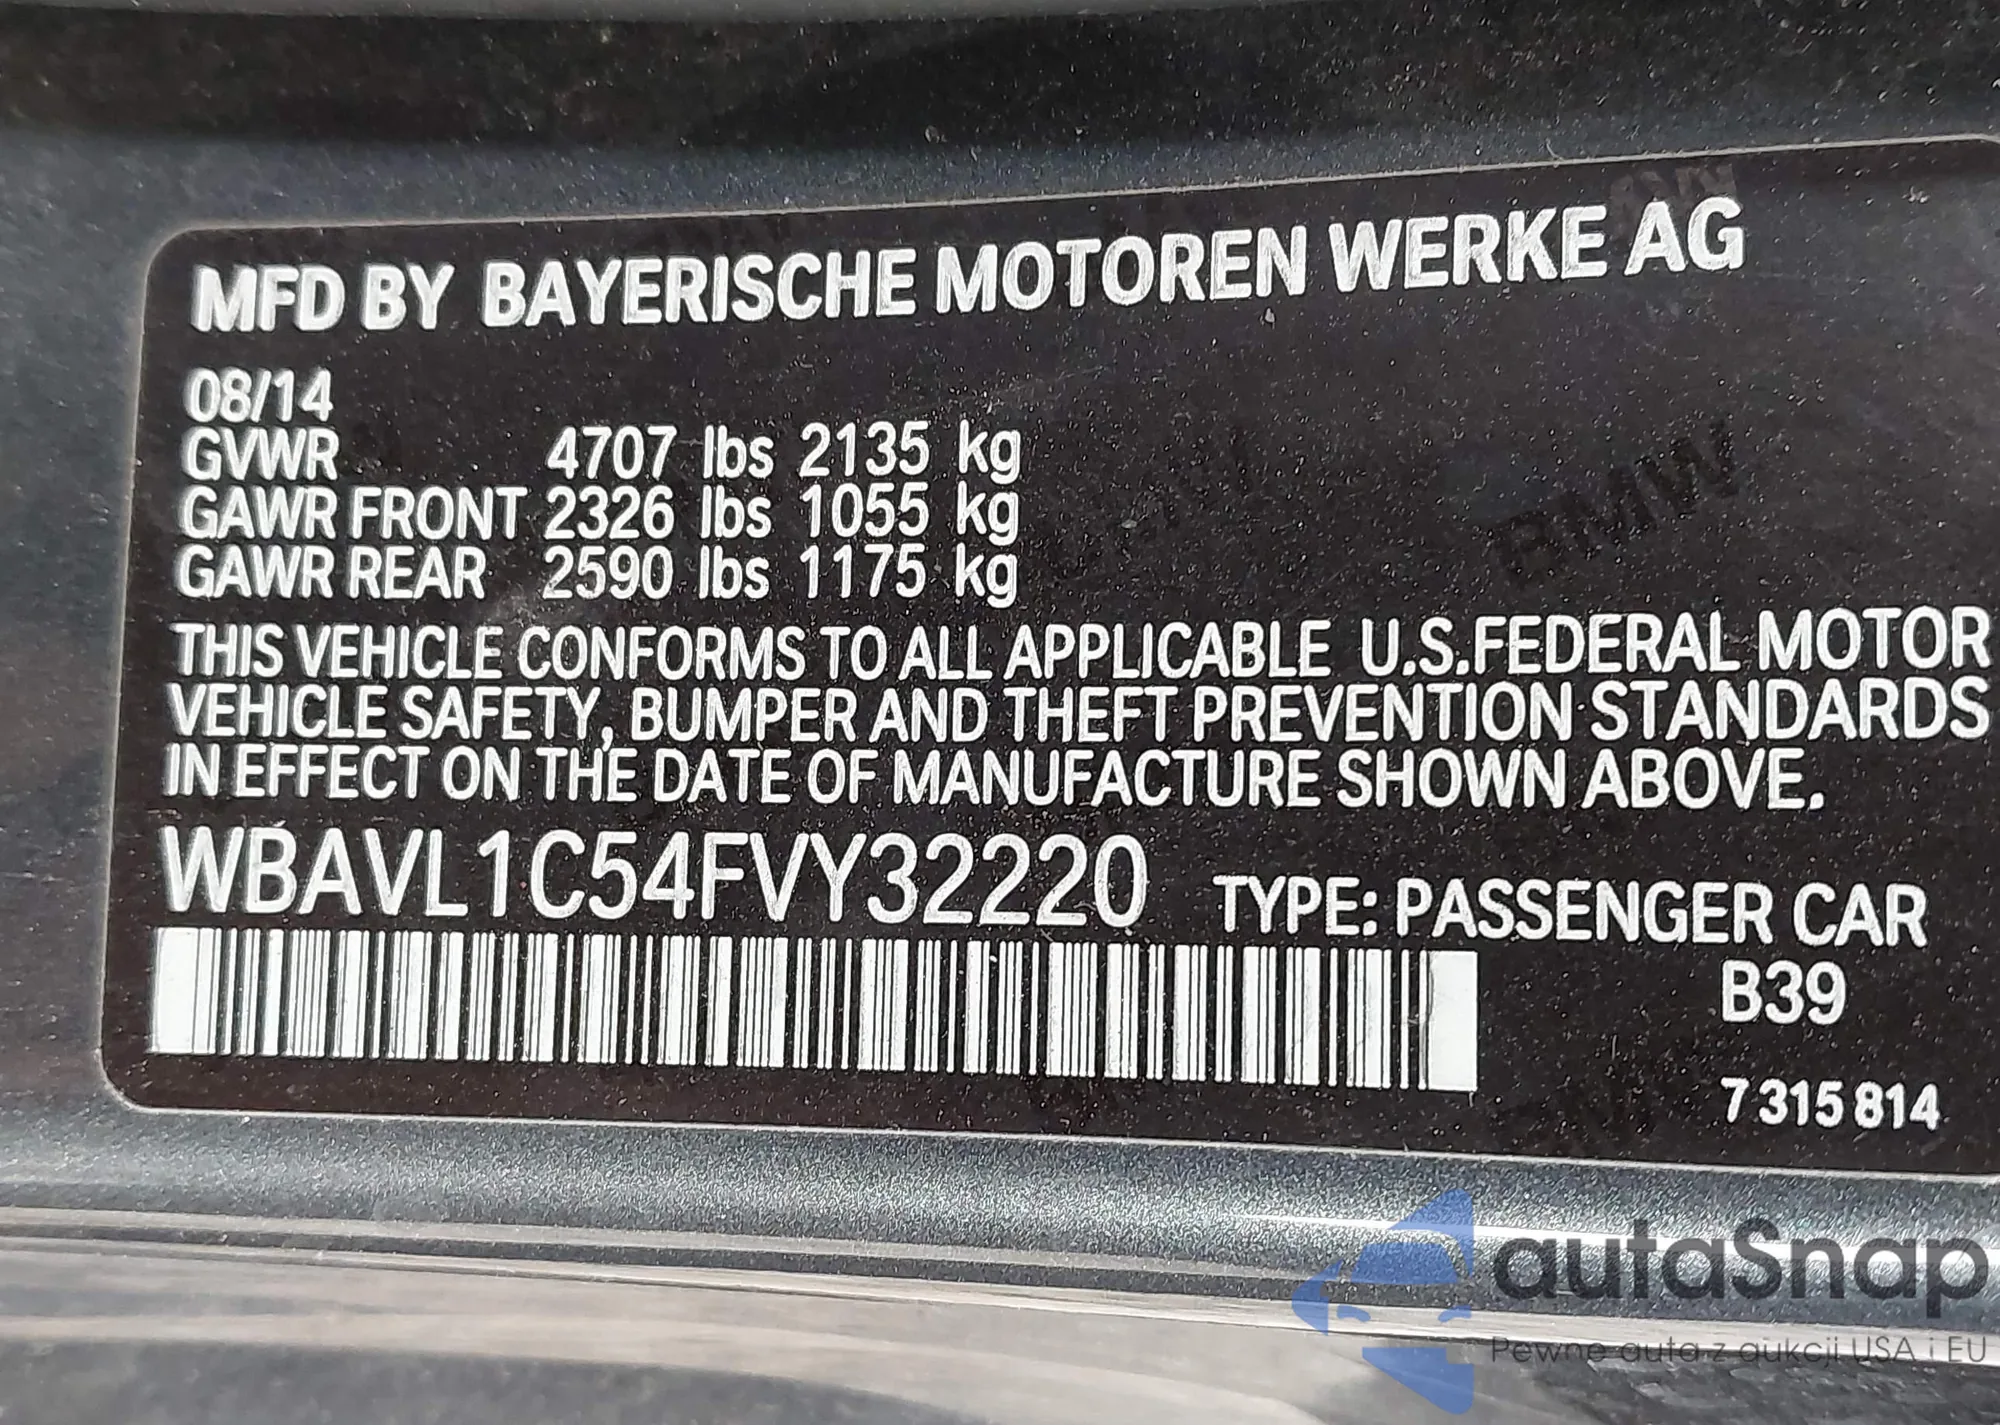 MFD BY BAYERISCHE MOTOREN WERKE AG
08/14
GVWR 4707 lbs 2135 kg
GAWR FRONT 2326 lbs 1055 kg
GAWR REAR 2590 lbs 1175 kg
THIS VEHICLE CONFORMS TO ALL APPLICABLE U.S.FEDERAL MOTOR
VEHICLE SAFETY, BUMPER AND THEFT PREVENTION STANDARDS
IN EFFECT ON THE DATE OF MANUFACTURE SHOWN ABOVE.
WBAVL1C54FVY32220 TYPE: PASSENGER CAR
B39
7 315 814
BMW
autaSnap
Pewne auta z aukcji USA i EU